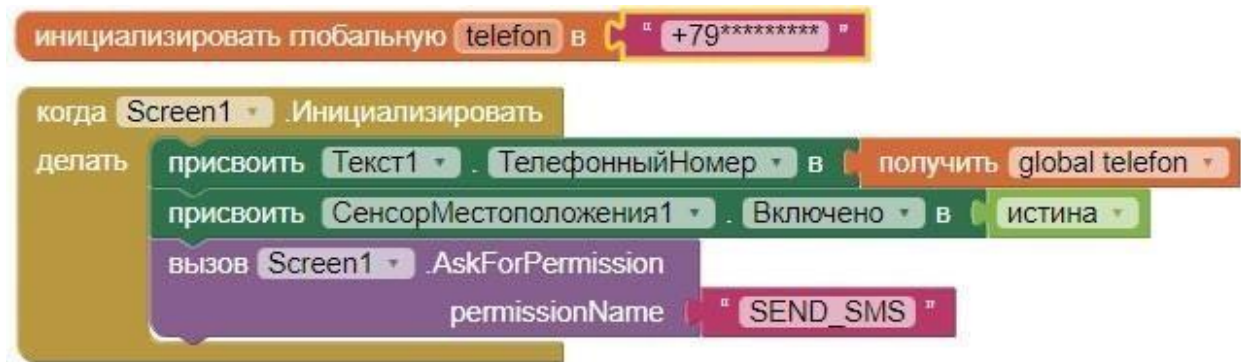 инициализировать глобальную telefon в " +79********* "
когда Screen1 .Инициализировать
делать присвоить Текст1 . ТелефонныйНомер в получить global telefon
присвоить СенсорМестоположения1 . Включено в истина
вызов Screen1 .AskForPermission
permissionName " SEND_SMS "